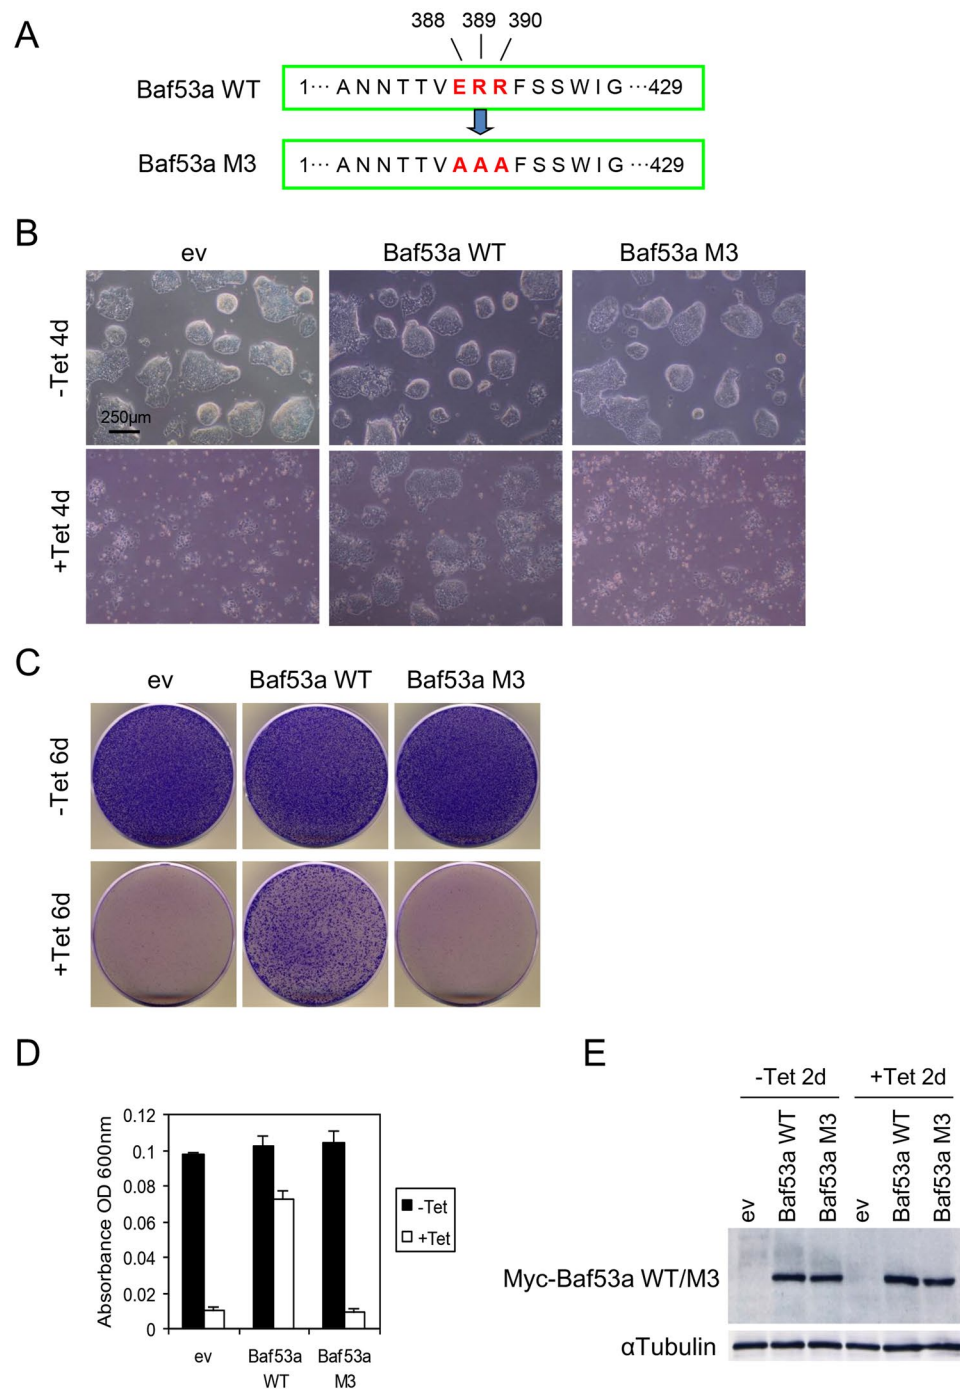 A
388 389 390
Baf53a WT
1··· A N N T T V E R R F S S W I G ···429
Baf53a M3
1··· A N N T T V A A A F S S W I G ···429
B
ev Baf53a WT Baf53a M3
-Tet 4d
250µm
+Tet 4d
C
ev Baf53a WT Baf53a M3
-Tet 6d
+Tet 6d
D
Absorbance OD 600nm
0.12
0.1
0.08
0.06
0.04
0.02
0
ev Baf53a WT Baf53a M3
-Tet
+Tet
E
-Tet 2d +Tet 2d
ev Baf53a WT Baf53a M3 ev Baf53a WT Baf53a M3
Myc-Baf53a WT/M3
αTubulin